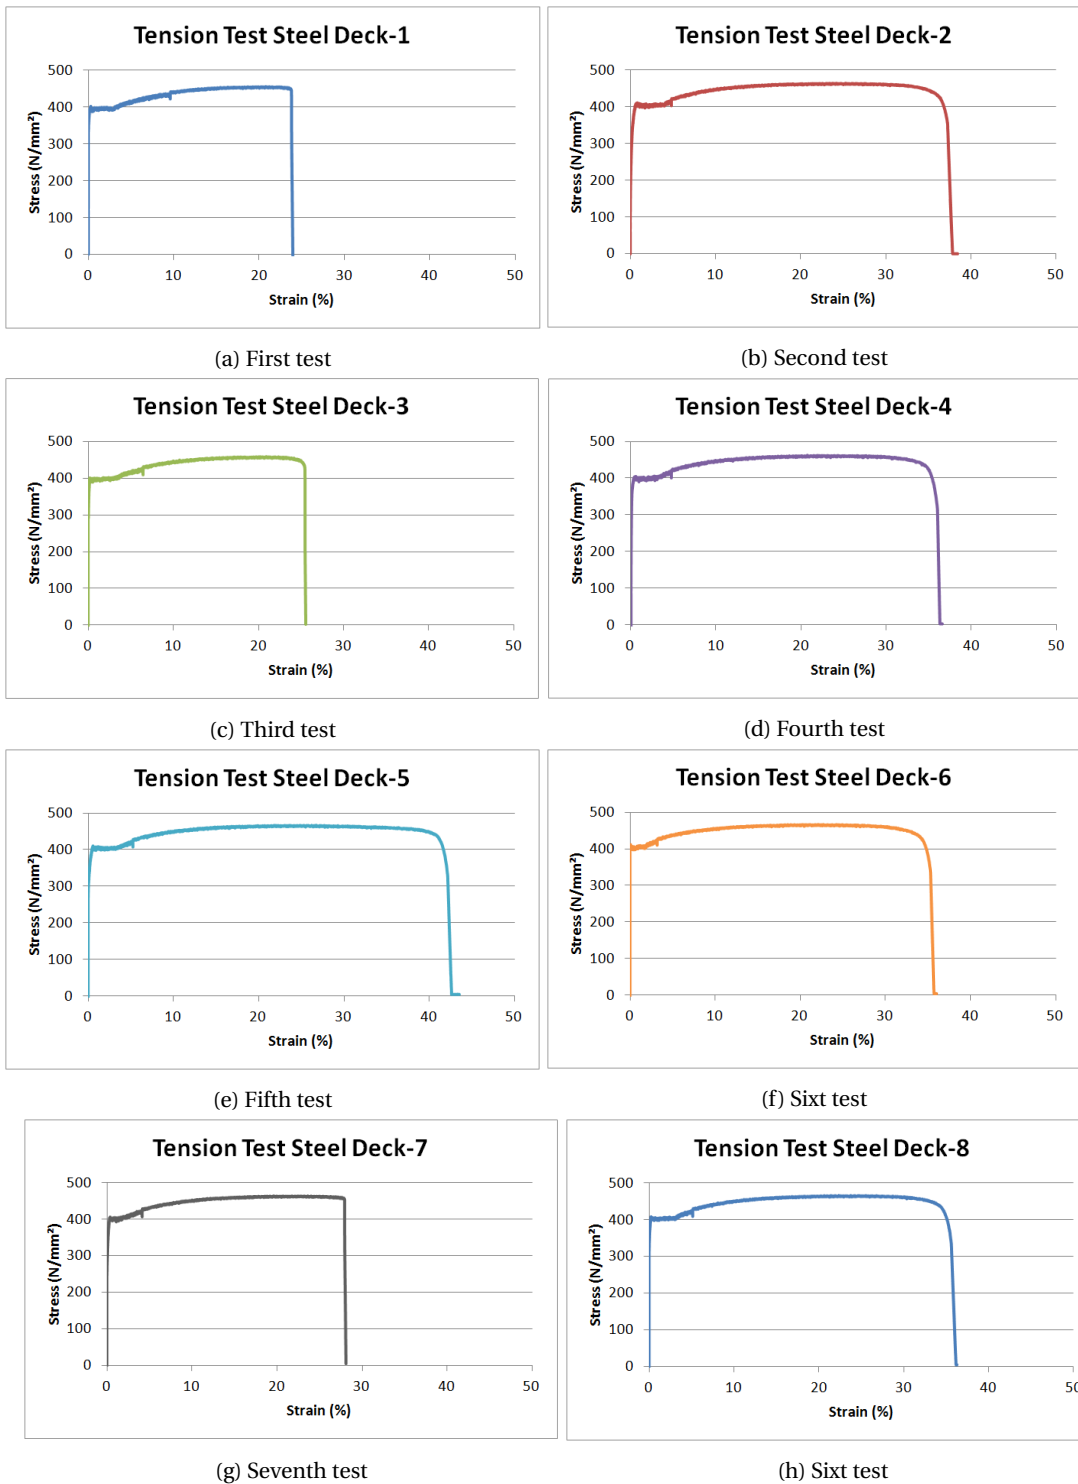 Tension Test Steel Deck-1
Stress (N/mm²)
500
400
300
200
100
0
0 10 20 30 40 50
Strain (%)
(a) First test
Tension Test Steel Deck-2
Stress (N/mm²)
500
400
300
200
100
0
0 10 20 30 40 50
Strain (%)
(b) Second test
Tension Test Steel Deck-3
Stress (N/mm²)
500
400
300
200
100
0
0 10 20 30 40 50
Strain (%)
(c) Third test
Tension Test Steel Deck-4
Stress (N/mm²)
500
400
300
200
100
0
0 10 20 30 40 50
Strain (%)
(d) Fourth test
Tension Test Steel Deck-5
Stress (N/mm²)
500
400
300
200
100
0
0 10 20 30 40 50
Strain (%)
(e) Fifth test
Tension Test Steel Deck-6
Stress (N/mm²)
500
400
300
200
100
0
0 10 20 30 40 50
Strain (%)
(f) Sixt test
Tension Test Steel Deck-7
Stress (N/mm²)
500
400
300
200
100
0
0 10 20 30 40 50
Strain (%)
(g) Seventh test
Tension Test Steel Deck-8
Stress (N/mm²)
500
400
300
200
100
0
0 10 20 30 40 50
Strain (%)
(h) Sixt test